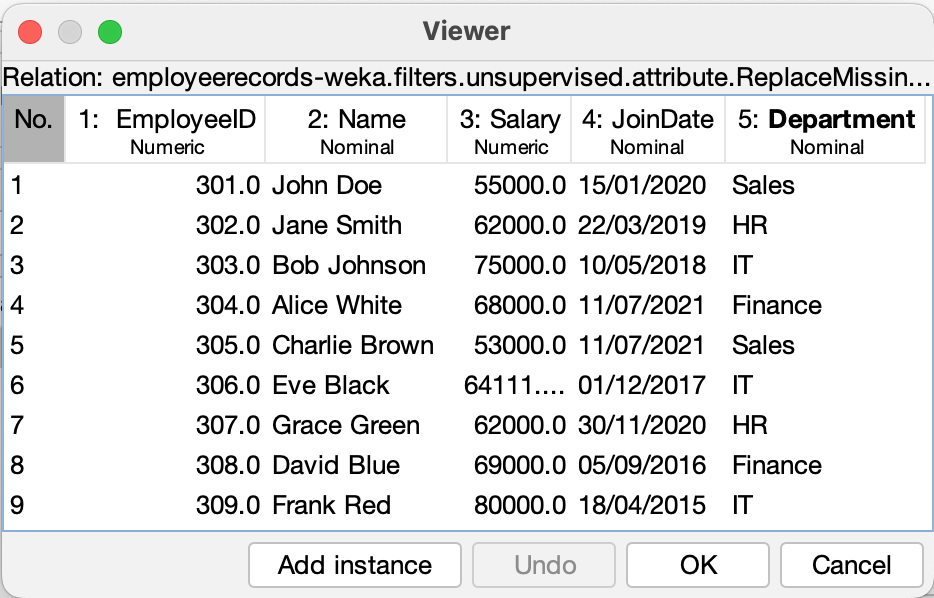 Viewer
Relation: employeerecords-weka.filters.unsupervised.attribute.ReplaceMissin...
No. 1: EmployeeID 2: Name 3: Salary 4: JoinDate 5: Department
Numeric Nominal Numeric Nominal Nominal
1 301.0 John Doe 55000.0 15/01/2020 Sales
2 302.0 Jane Smith 62000.0 22/03/2019 HR
3 303.0 Bob Johnson 75000.0 10/05/2018 IT
4 304.0 Alice White 68000.0 11/07/2021 Finance
5 305.0 Charlie Brown 53000.0 11/07/2021 Sales
6 306.0 Eve Black 64111.... 01/12/2017 IT
7 307.0 Grace Green 62000.0 30/11/2020 HR
8 308.0 David Blue 69000.0 05/09/2016 Finance
9 309.0 Frank Red 80000.0 18/04/2015 IT
Add instance Undo OK Cancel